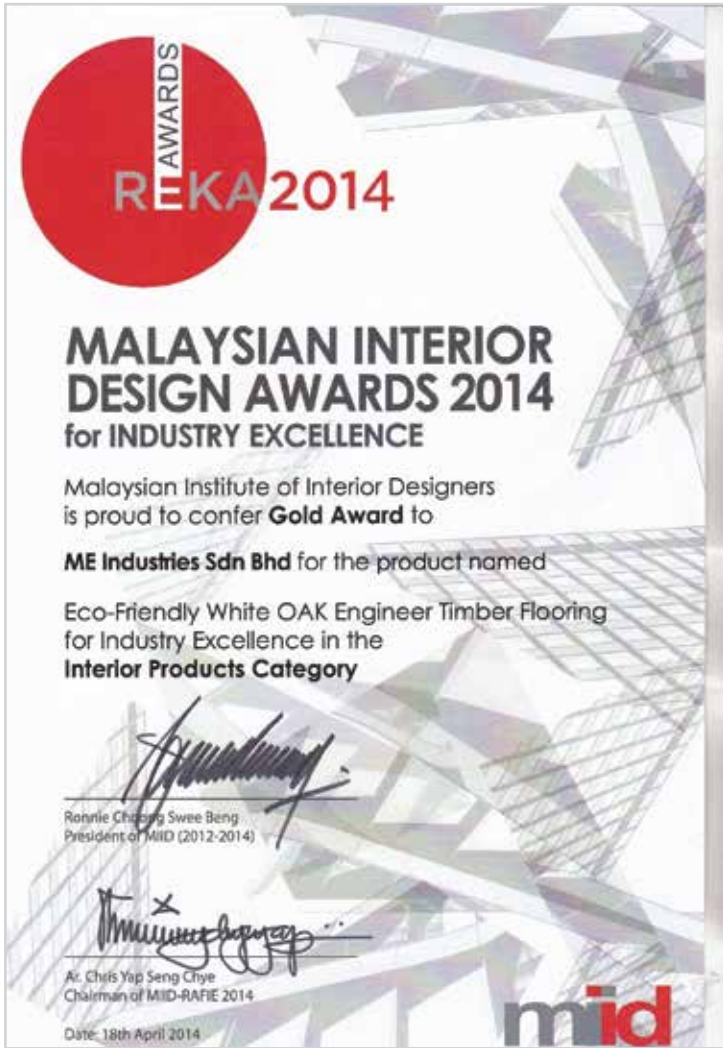 AWARDS
REKA2014
MALAYSIAN INTERIOR
DESIGN AWARDS 2014
for INDUSTRY EXCELLENCE
Malaysian Institute of Interior Designers
is proud to confer Gold Award to
ME Industries Sdn Bhd for the product named
Eco-Friendly White OAK Engineer Timber Flooring
for Industry Excellence in the
Interior Products Category
Ronnie Choong Swee Beng
President of MIID (2012-2014)
Ar. Chris Yap Seng Chye
Chairman of MIID-RAFIE 2014
Date: 18th April 2014
miid